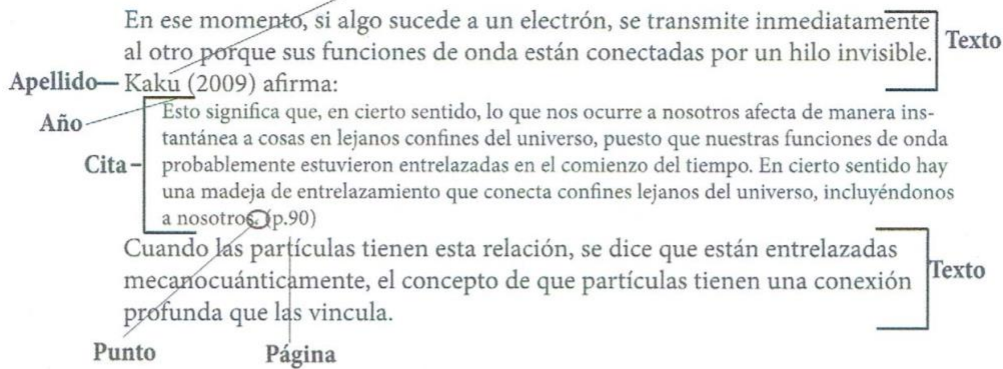 En ese momento, si algo sucede a un electrón, se transmite inmediatamente
al otro porque sus funciones de onda están conectadas por un hilo invisible.
Texto
Apellido
Kaku (2009) afirma:
Año
Esto significa que, en cierto sentido, lo que nos ocurre a nosotros afecta de manera ins-
tantánea a cosas en lejanos confines del universo, puesto que nuestras funciones de onda
Cita
probablemente estuvieron entrelazadas en el comienzo del tiempo. En cierto sentido hay
una madeja de entrelazamiento que conecta confines lejanos del universo, incluyéndonos
a nosotros. (p.90)
Cuando las partículas tienen esta relación, se dice que están entrelazadas
mecanocuánticamente, el concepto de que partículas tienen una conexión
Texto
profunda que las vincula.
Punto
Página